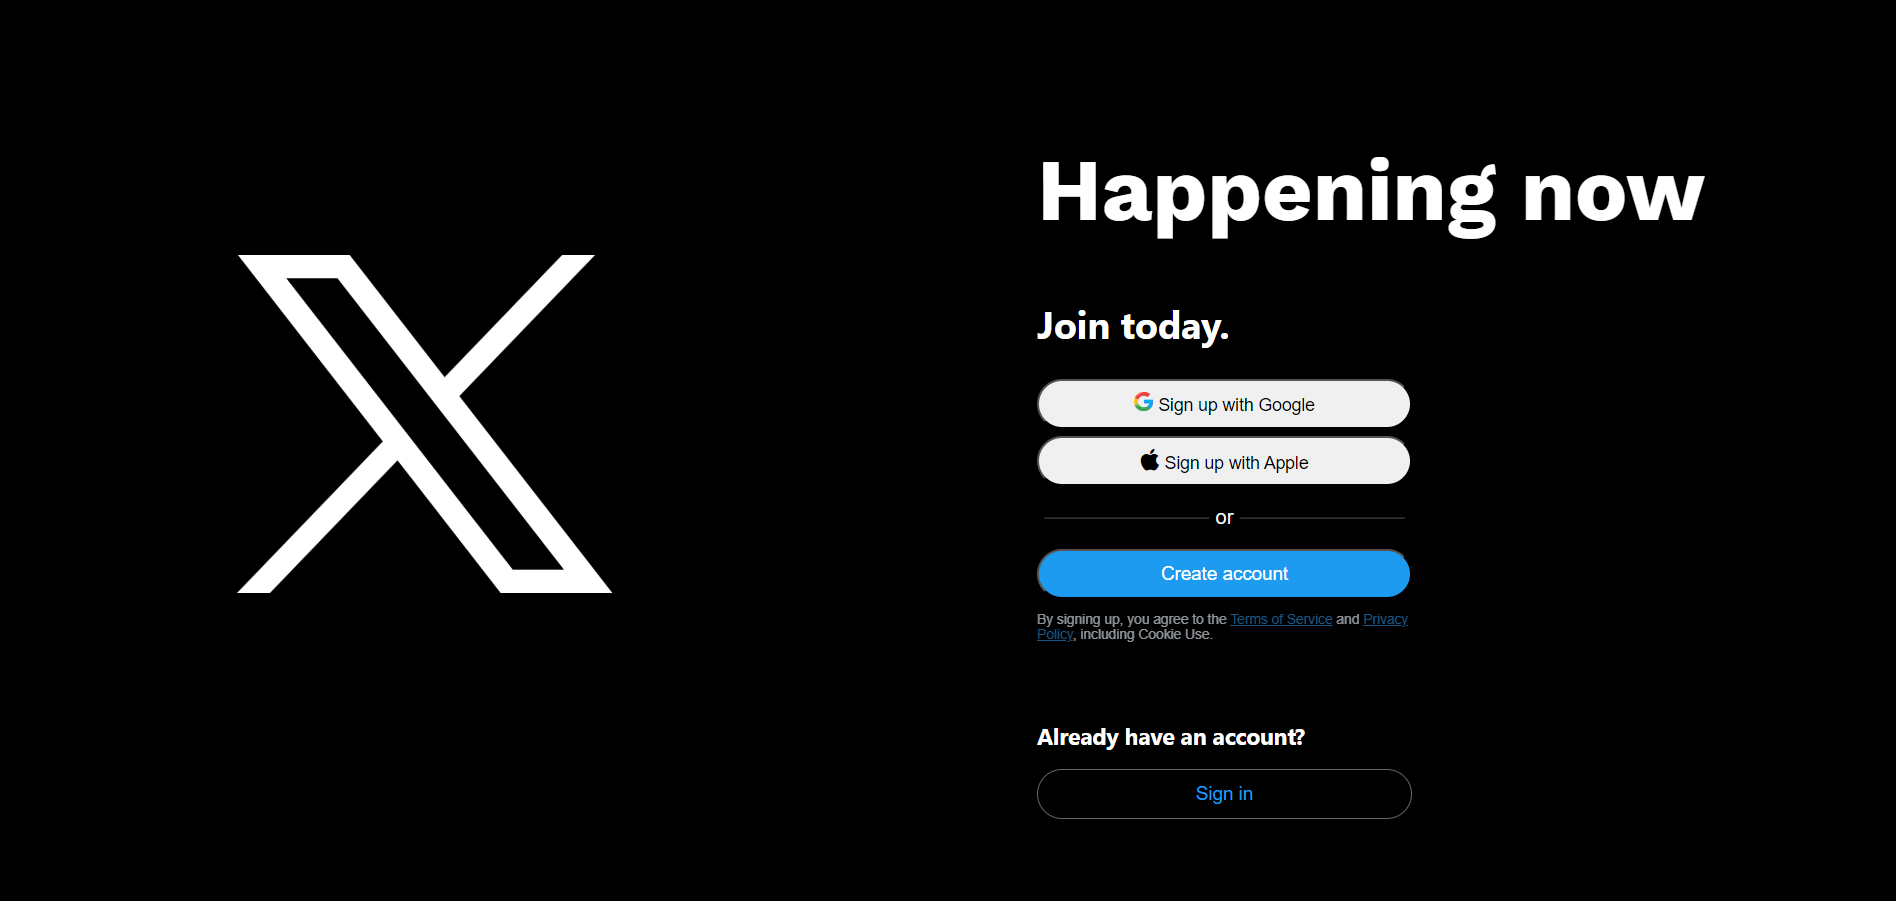 Happening now
Join today.
Sign up with Google
Sign up with Apple
or
Create account
By signing up, you agree to the Terms of Service and Privacy
Policy, including Cookie Use.
Already have an account?
Sign in